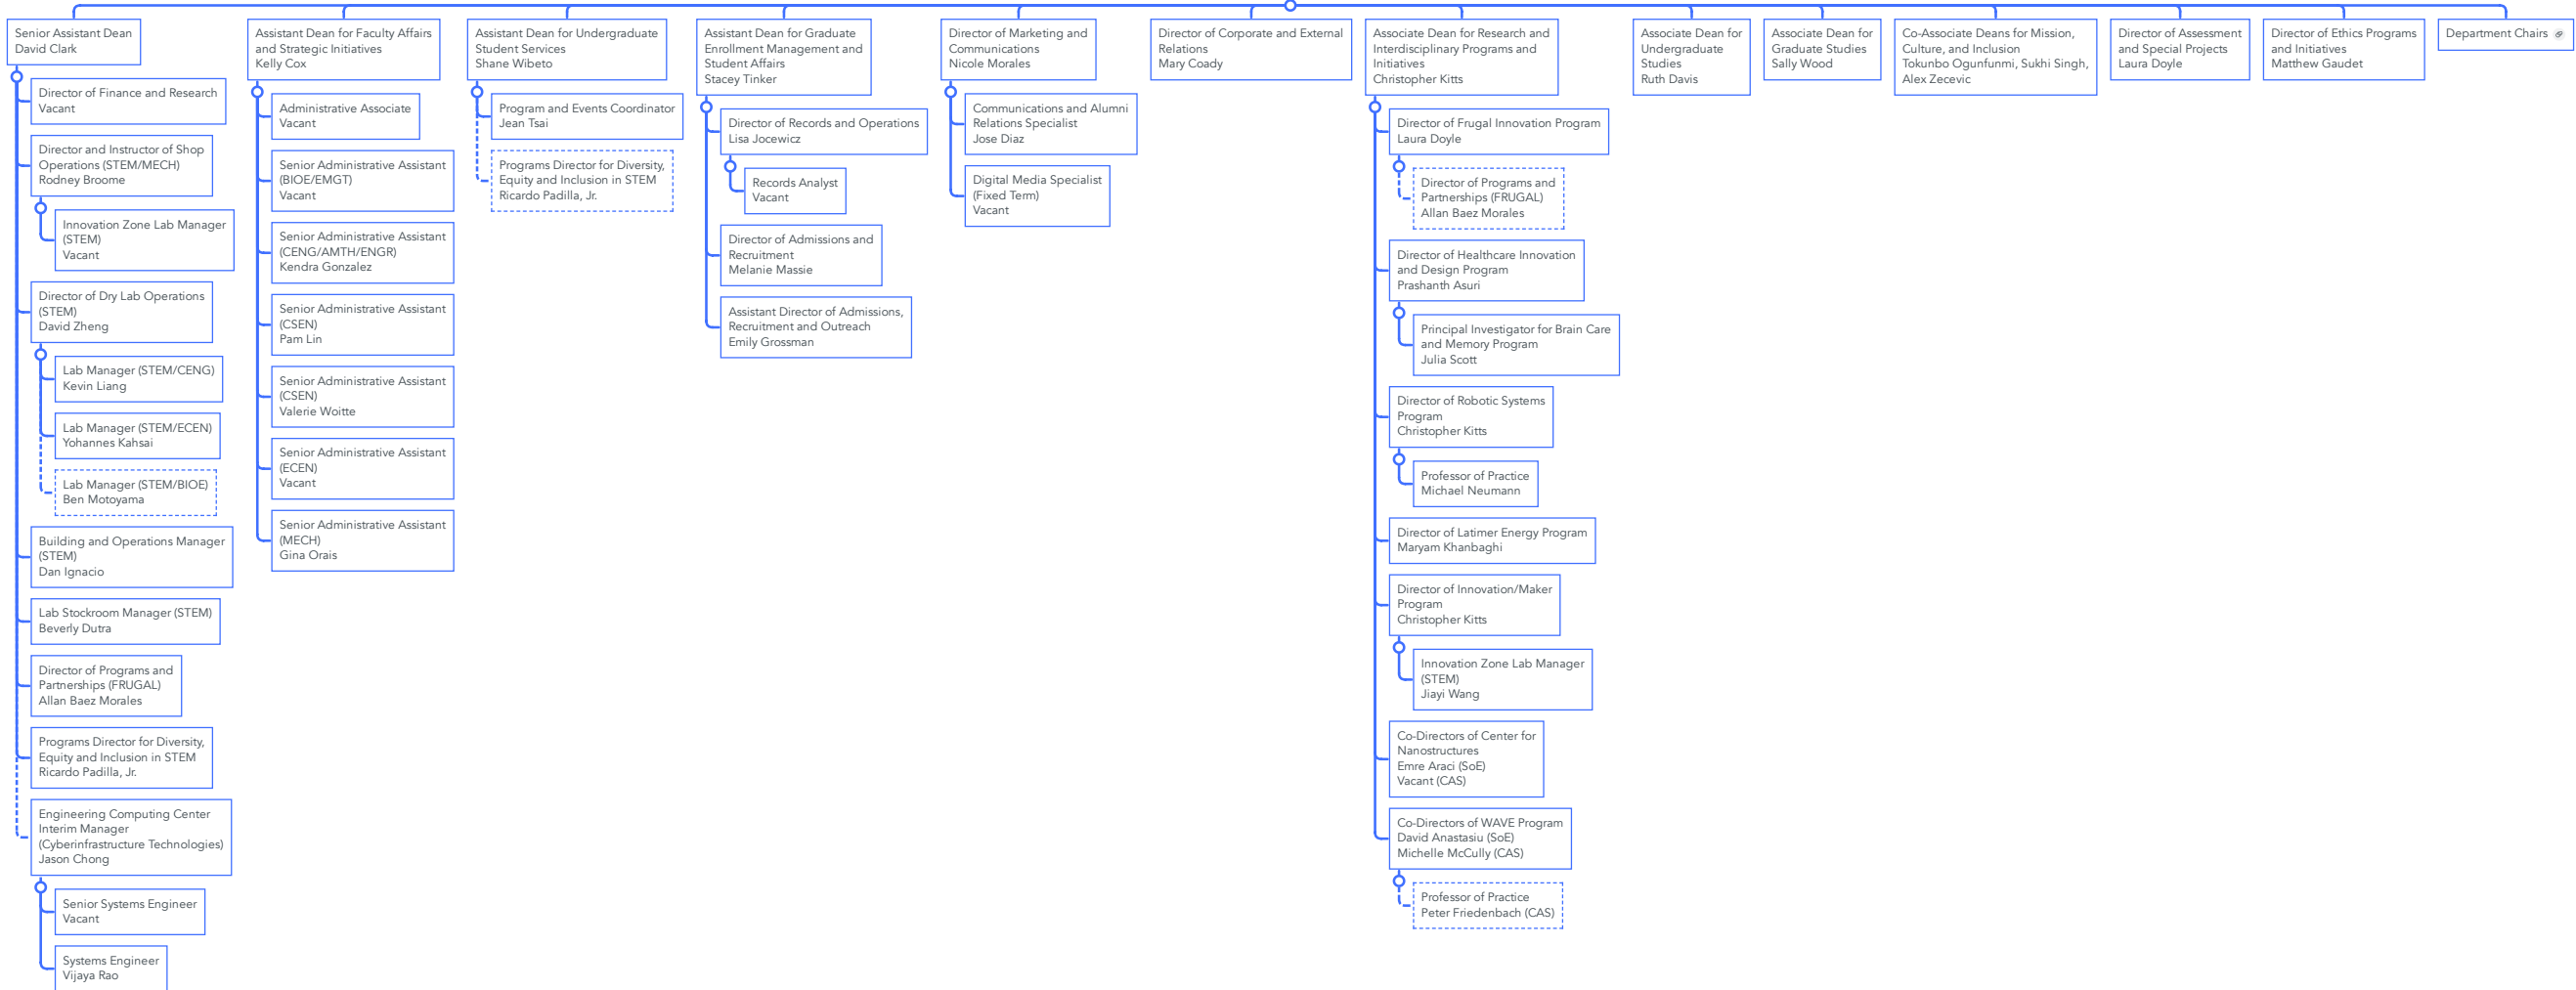 Senior Assistant Dean
David Clark
Director of Finance and Research
Vacant
Director and Instructor of Shop
Operations (STEM/MECH)
Rodney Broome
Innovation Zone Lab Manager
(STEM)
Vacant
Director of Dry Lab Operations
(STEM)
David Zheng
Lab Manager (STEM/CENG)
Kevin Liang
Lab Manager (STEM/ECEN)
Yohannes Kahsai
Lab Manager (STEM/BIOE)
Ben Motoyama
Building and Operations Manager
(STEM)
Dan Ignacio
Lab Stockroom Manager (STEM)
Beverly Dutra
Director of Programs and
Partnerships (FRUGAL)
Allan Baez Morales
Programs Director for Diversity,
Equity and Inclusion in STEM
Ricardo Padilla, Jr.
Engineering Computing Center
Interim Manager
(Cyberinfrastructure Technologies)
Jason Chong
Senior Systems Engineer
Vacant
Systems Engineer
Vijaya Rao
Assistant Dean for Faculty Affairs
and Strategic Initiatives
Kelly Cox
Administrative Associate
Vacant
Senior Administrative Assistant
(BIOE/EMGT)
Vacant
Senior Administrative Assistant
(CENG/AMTH/ENGR)
Kendra Gonzalez
Senior Administrative Assistant
(CSEN)
Pam Lin
Senior Administrative Assistant
(CSEN)
Valerie Woitte
Senior Administrative Assistant
(ECEN)
Vacant
Senior Administrative Assistant
(MECH)
Gina Orais
Assistant Dean for Undergraduate
Student Services
Shane Wibeto
Program and Events Coordinator
Jean Tsai
Programs Director for Diversity,
Equity and Inclusion in STEM
Ricardo Padilla, Jr.
Assistant Dean for Graduate
Enrollment Management and
Student Affairs
Stacey Tinker
Director of Records and Operations
Lisa Jocewicz
Records Analyst
Vacant
Director of Admissions and
Recruitment
Melanie Massie
Assistant Director of Admissions,
Recruitment and Outreach
Emily Grossman
Director of Marketing and
Communications
Nicole Morales
Communications and Alumni
Relations Specialist
Jose Diaz
Digital Media Specialist
(Fixed Term)
Vacant
Director of Corporate and External
Relations
Mary Coady
Associate Dean for Research and
Interdisciplinary Programs and
Initiatives
Christopher Kitts
Director of Frugal Innovation Program
Laura Doyle
Director of Programs and
Partnerships (FRUGAL)
Allan Baez Morales
Director of Healthcare Innovation
and Design Program
Prashanth Asuri
Principal Investigator for Brain Care
and Memory Program
Julia Scott
Director of Robotic Systems
Program
Christopher Kitts
Professor of Practice
Michael Neumann
Director of Latimer Energy Program
Maryam Khanbaghi
Director of Innovation/Maker
Program
Christopher Kitts
Innovation Zone Lab Manager
(STEM)
Jiayi Wang
Co-Directors of Center for
Nanostructures
Emre Araci (SoE)
Vacant (CAS)
Co-Directors of WAVE Program
David Anastasiu (SoE)
Michelle McCully (CAS)
Professor of Practice
Peter Friedenbach (CAS)
Associate Dean for
Undergraduate
Studies
Ruth Davis
Associate Dean for
Graduate Studies
Sally Wood
Co-Associate Deans for Mission,
Culture, and Inclusion
Tokunbo Ogunfunmi, Sukhi Singh,
Alex Zecevic
Director of Assessment
and Special Projects
Laura Doyle
Director of Ethics Programs
and Initiatives
Matthew Gaudet
Department Chairs